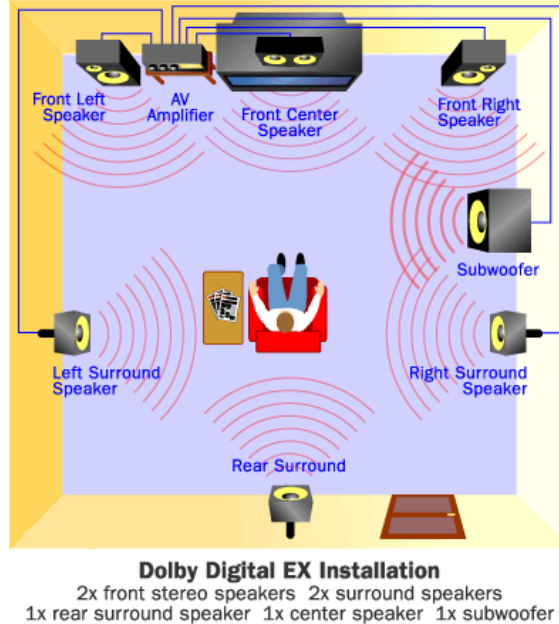 Front Left
Speaker
AV
Amplifier
Front Center
Speaker
Front Right
Speaker
Subwoofer
Left Surround
Speaker
Right Surround
Speaker
Rear Surround
Dolby Digital EX Installation
2x front stereo speakers 2x surround speakers
1x rear surround speaker 1x center speaker 1x subwoofer